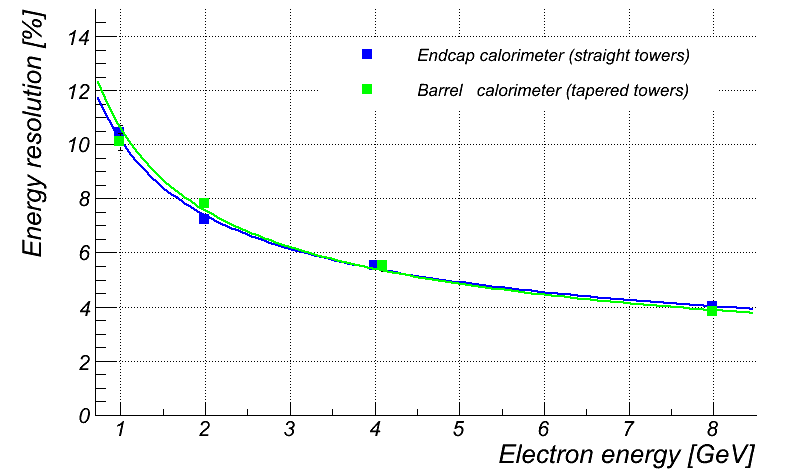 Energy resolution [%]
14
12
10
8
6
4
2
0
Endcap calorimeter (straight towers)
Barrel calorimeter (tapered towers)
1 2 3 4 5 6 7 8
Electron energy [GeV]